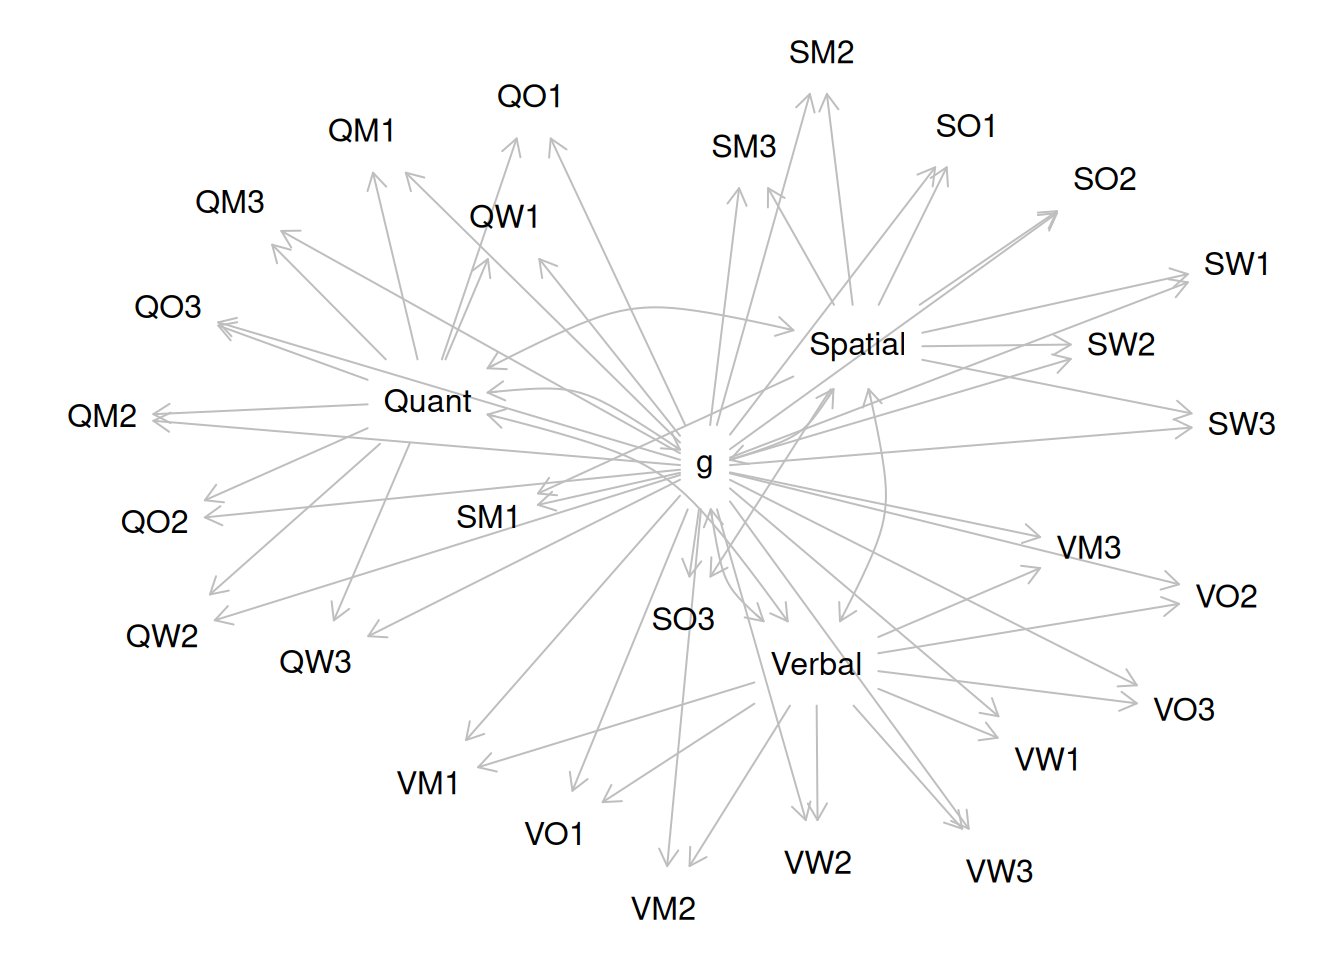 SM2
QO1
QM1
SO1
SM3
SO2
QM3
QW1
SW1
QO3
Spatial
SW2
Quant
QM2
SW3
g
SM1
QO2
VM3
VO2
SO3
QW2
QW3
Verbal
VO3
VW1
VM1
VO1
VW2
VW3
VM2